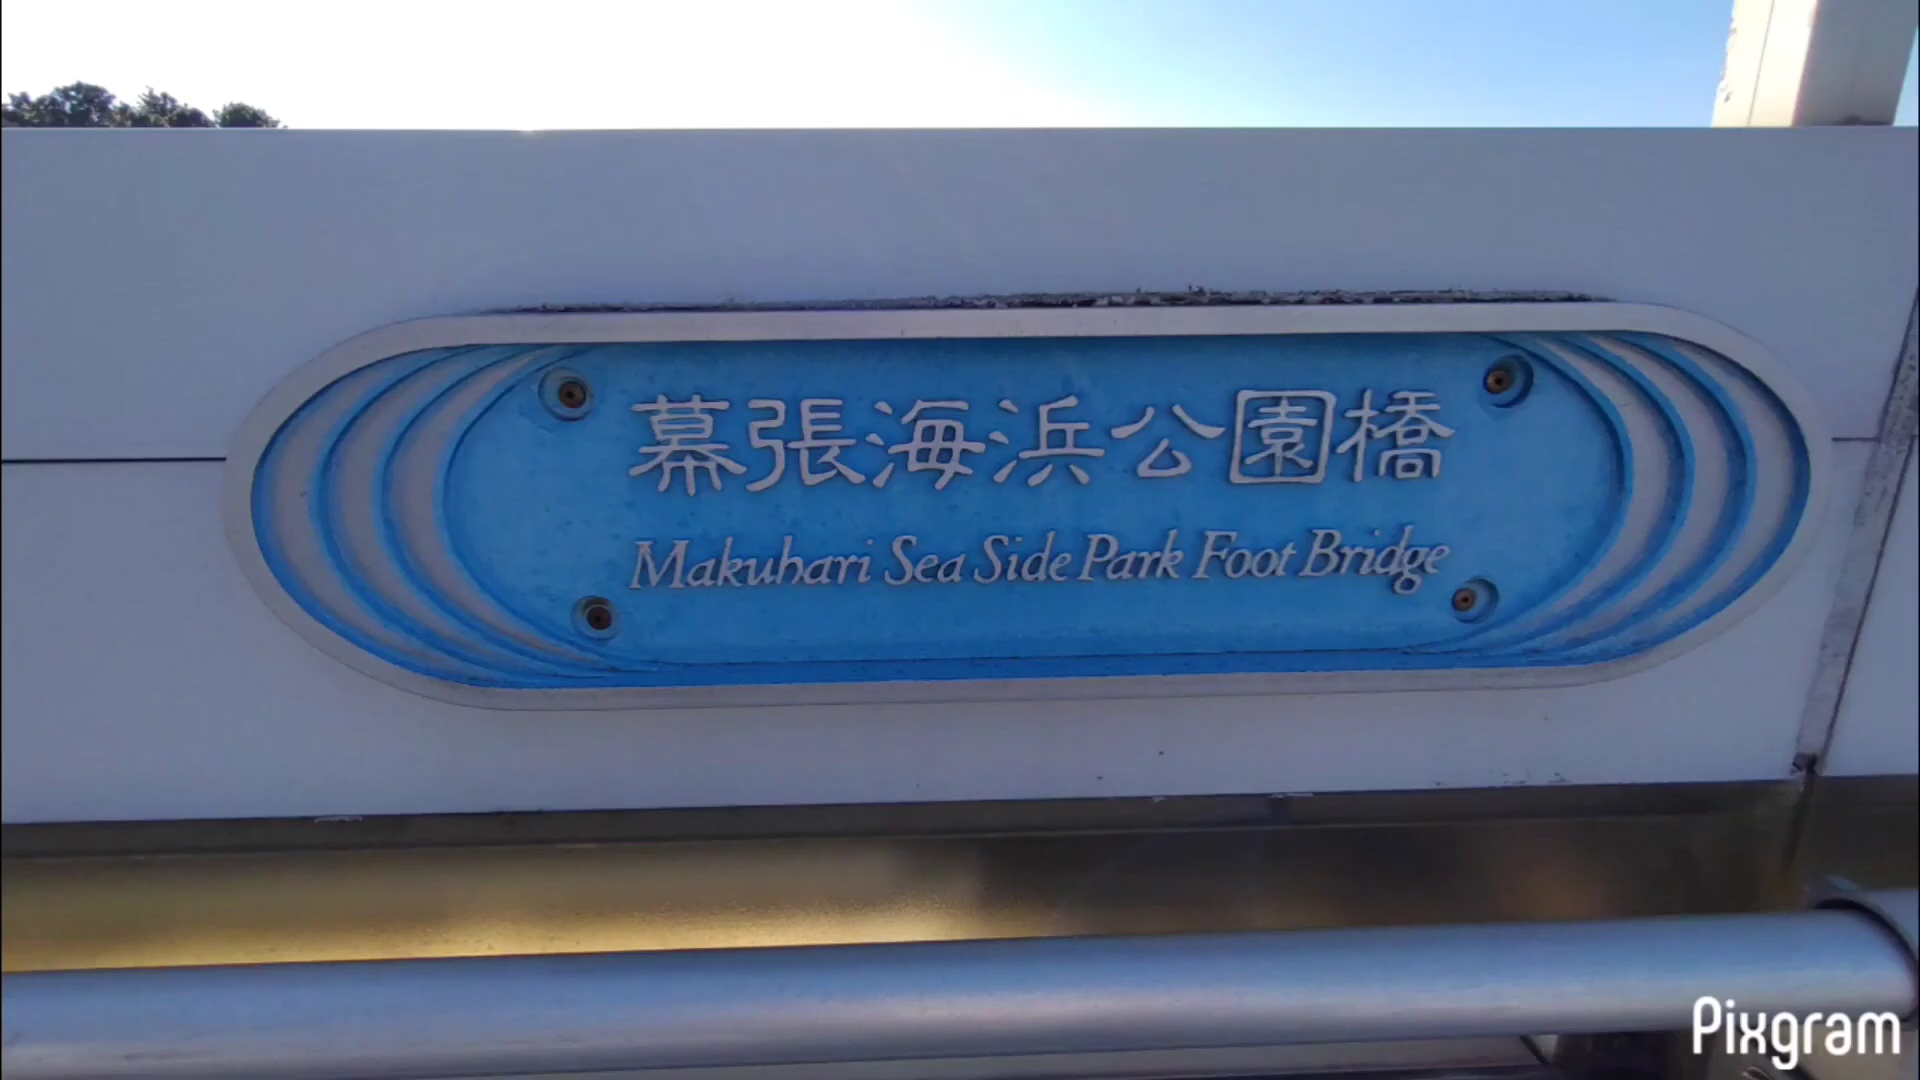 幕張海浜公園橋
Makuhari Sea Side Park Foot Bridge
Pixgram